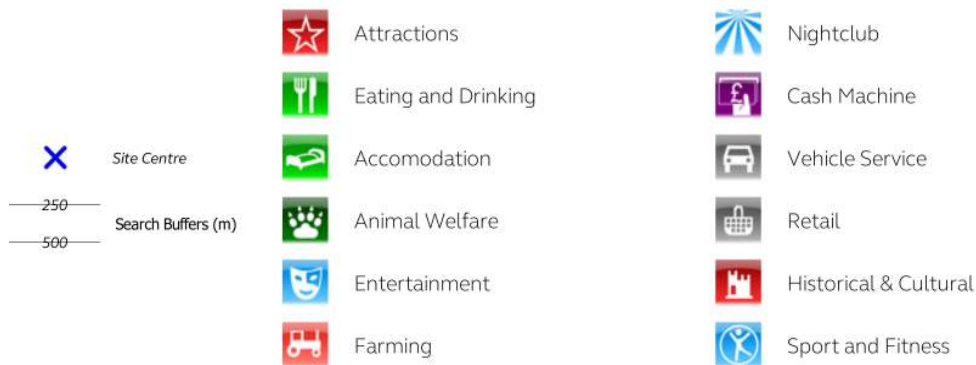 Attractions
Nightclub
Eating and Drinking
£
Cash Machine
Site Centre
Accomodation
Vehicle Service
250
Search Buffers (m)
500
Animal Welfare
Retail
Entertainment
Historical & Cultural
Farming
Sport and Fitness